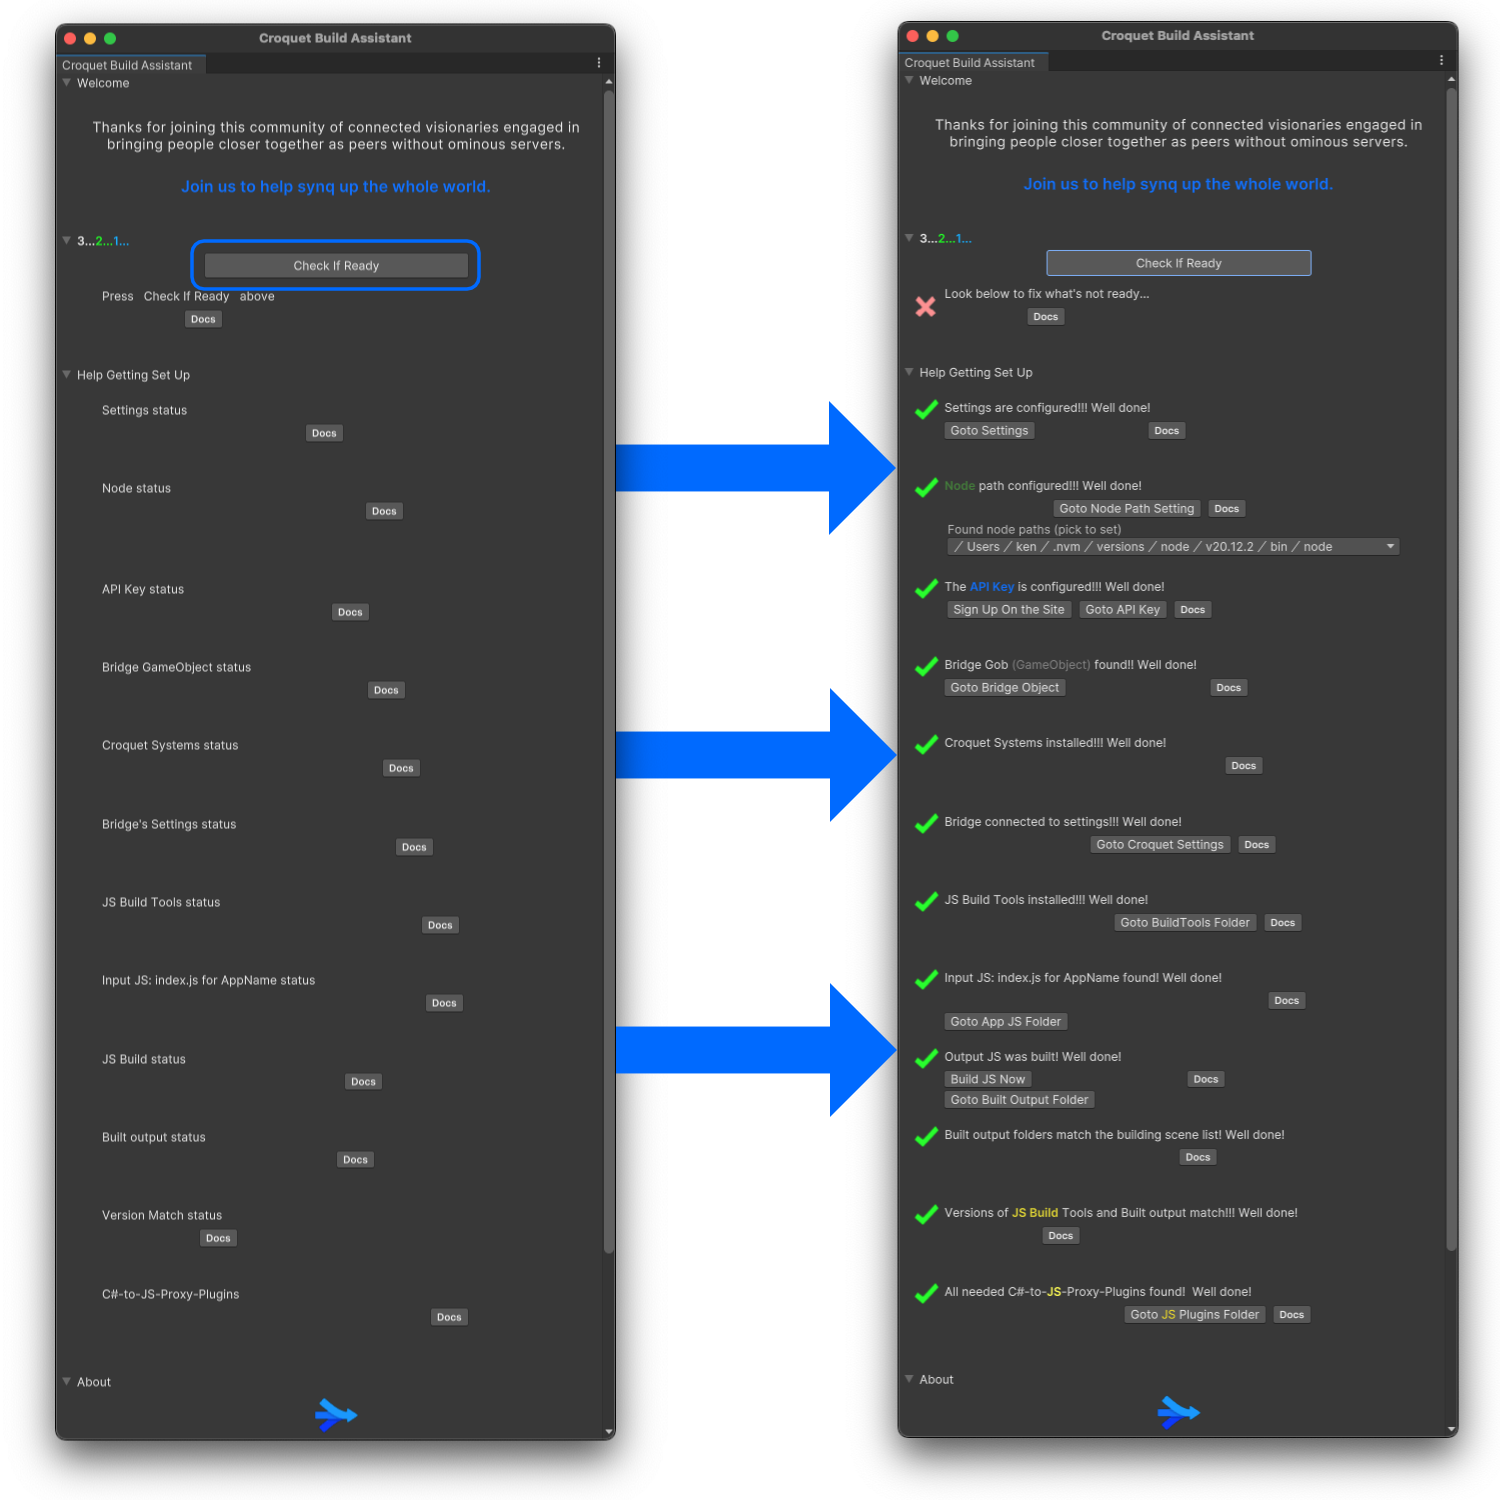 Croquet Build Assistant
Croquet Build Assistant
Welcome
Thanks for joining this community of connected visionaries engaged in
bringing people closer together as peers without ominous servers.
Join us to help synq up the whole world.
3...2...1...
Check If Ready
Press Check If Ready above
Docs
Help Getting Set Up
Settings status
Docs
Node status
Docs
API Key status
Docs
Bridge GameObject status
Docs
Croquet Systems status
Docs
Bridge's Settings status
Docs
JS Build Tools status
Docs
Input JS: index.js for AppName status
Docs
JS Build status
Docs
Built output status
Docs
Version Match status
Docs
C#-to-JS-Proxy-Plugins
Docs
About
Croquet Build Assistant
Croquet Build Assistant
Welcome
Thanks for joining this community of connected visionaries engaged in
bringing people closer together as peers without ominous servers.
Join us to help synq up the whole world.
3...2...1...
Check If Ready
Look below to fix what's not ready...
Docs
Help Getting Set Up
Settings are configured!!! Well done!
Goto Settings Docs
Node path configured!!! Well done!
Goto Node Path Setting Docs
Found node paths (pick to set)
/ Users / ken / .nvm / versions / node / v20.12.2 / bin / node
The API Key is configured!!! Well done!
Sign Up On the Site Goto API Key Docs
Bridge Gob (GameObject) found!! Well done!
Goto Bridge Object Docs
Croquet Systems installed!!! Well done!
Docs
Bridge connected to settings!!! Well done!
Goto Croquet Settings Docs
JS Build Tools installed!!! Well done!
Goto BuildTools Folder Docs
Input JS: index.js for AppName found! Well done!
Docs
Goto App JS Folder
Output JS was built! Well done!
Build JS Now Docs
Goto Built Output Folder
Built output folders match the building scene list! Well done!
Docs
Versions of JS Build Tools and Built output match!!! Well done!
Docs
All needed C#-to-JS-Proxy-Plugins found! Well done!
Goto JS Plugins Folder Docs
About